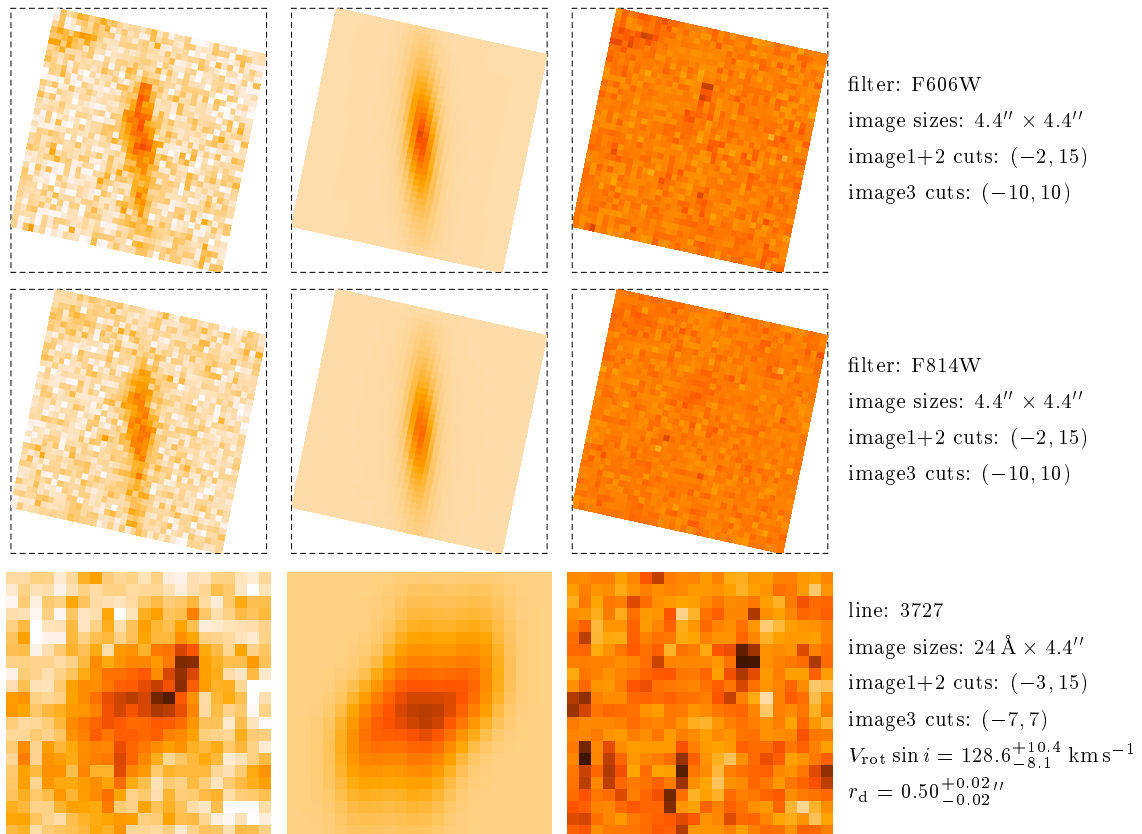 filter: F606W
image sizes: 4.4″ × 4.4″
image1+2 cuts: (−2, 15)
image3 cuts: (−10, 10)
filter: F814W
image sizes: 4.4″ × 4.4″
image1+2 cuts: (−2, 15)
image3 cuts: (−10, 10)
line: 3727
image sizes: 24 Å × 4.4″
image1+2 cuts: (−3, 15)
image3 cuts: (−7, 7)
V_rot sin i = 128.6^{+10.4}_{−8.1} km s^{−1}
r_d = 0.50^{+0.02}_{−0.02}″